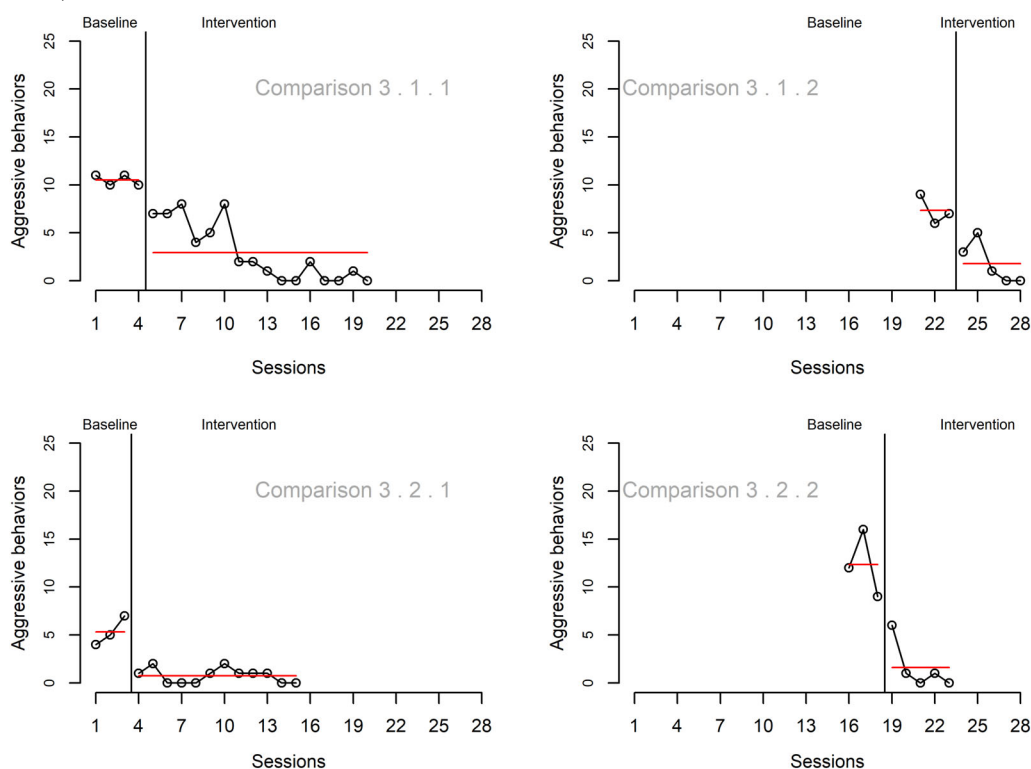 Baseline Intervention
Comparison 3 . 1 . 1
Aggressive behaviors
25
20
15
10
5
0
1 4 7 10 13 16 19 22 25 28
Sessions
Baseline Intervention
Comparison 3 . 1 . 2
Aggressive behaviors
25
20
15
10
5
0
1 4 7 10 13 16 19 22 25 28
Sessions
Baseline Intervention
Comparison 3 . 2 . 1
Aggressive behaviors
25
20
15
10
5
0
1 4 7 10 13 16 19 22 25 28
Sessions
Baseline Intervention
Comparison 3 . 2 . 2
Aggressive behaviors
25
20
15
10
5
0
1 4 7 10 13 16 19 22 25 28
Sessions